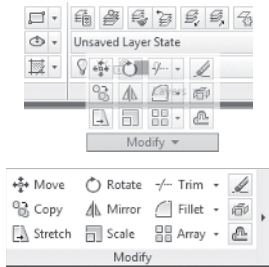 Unsaved Layer State
Modify
Move Rotate Trim
Copy Mirror Fillet
Stretch Scale Array
Modify